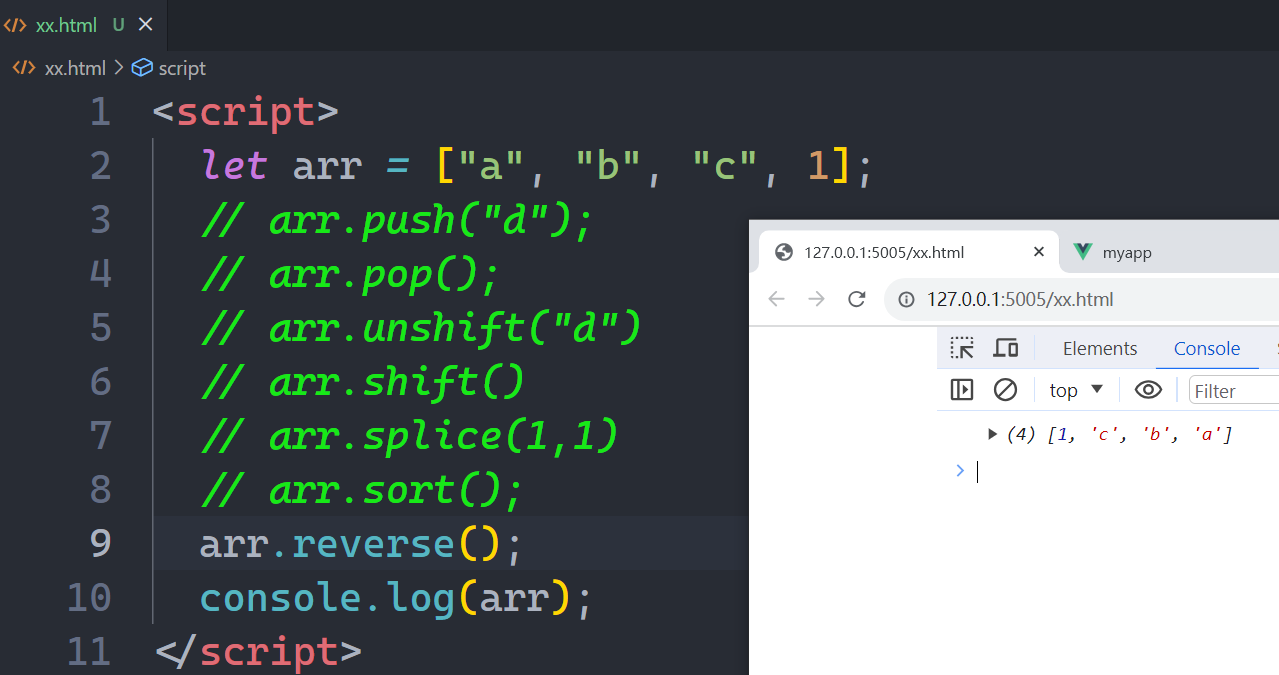 xx.html U
xx.html > script
1 <script>
2 let arr = ["a", "b", "c", 1];
3 // arr.push("d");
4 // arr.pop();
5 // arr.unshift("d")
6 // arr.shift()
7 // arr.splice(1,1)
8 // arr.sort();
9 arr.reverse();
10 console.log(arr);
11 </script>
127.0.0.1:5005/xx.html myapp
127.0.0.1:5005/xx.html
Elements Console
top Filter
(4) [1, 'c', 'b', 'a']